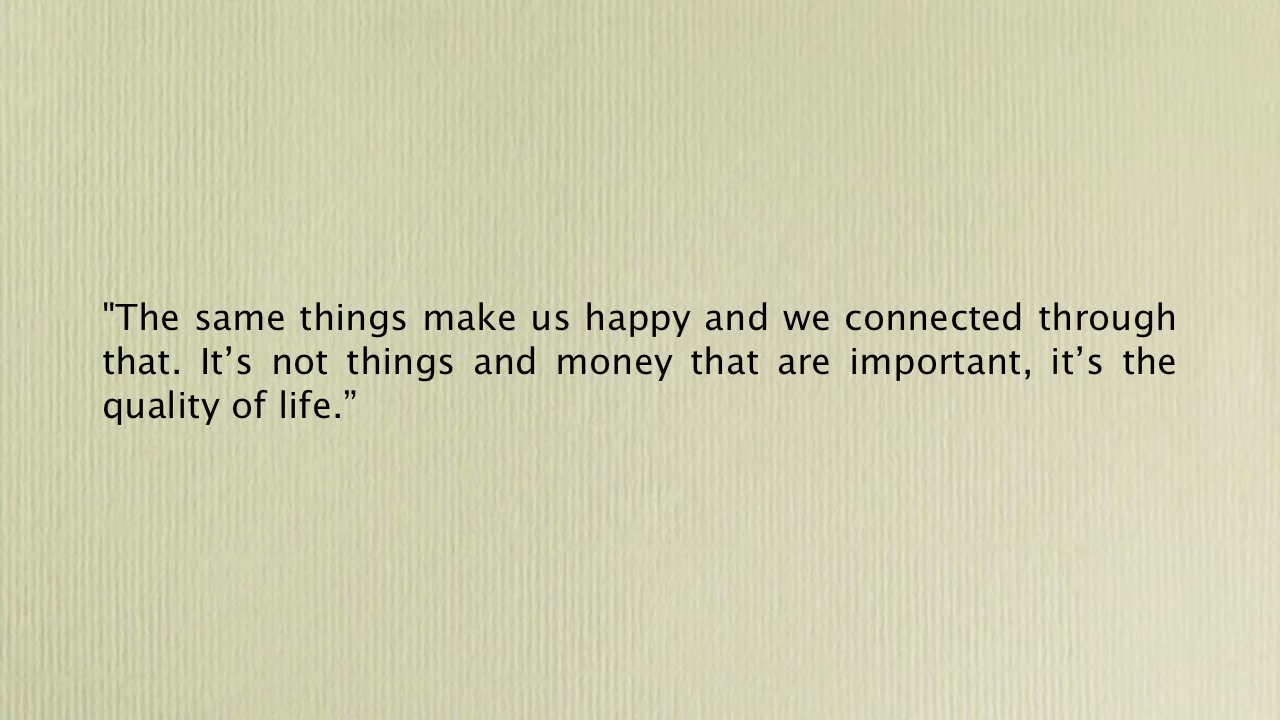 "The same things make us happy and we connected through
that. It’s not things and money that are important, it’s the
quality of life.”